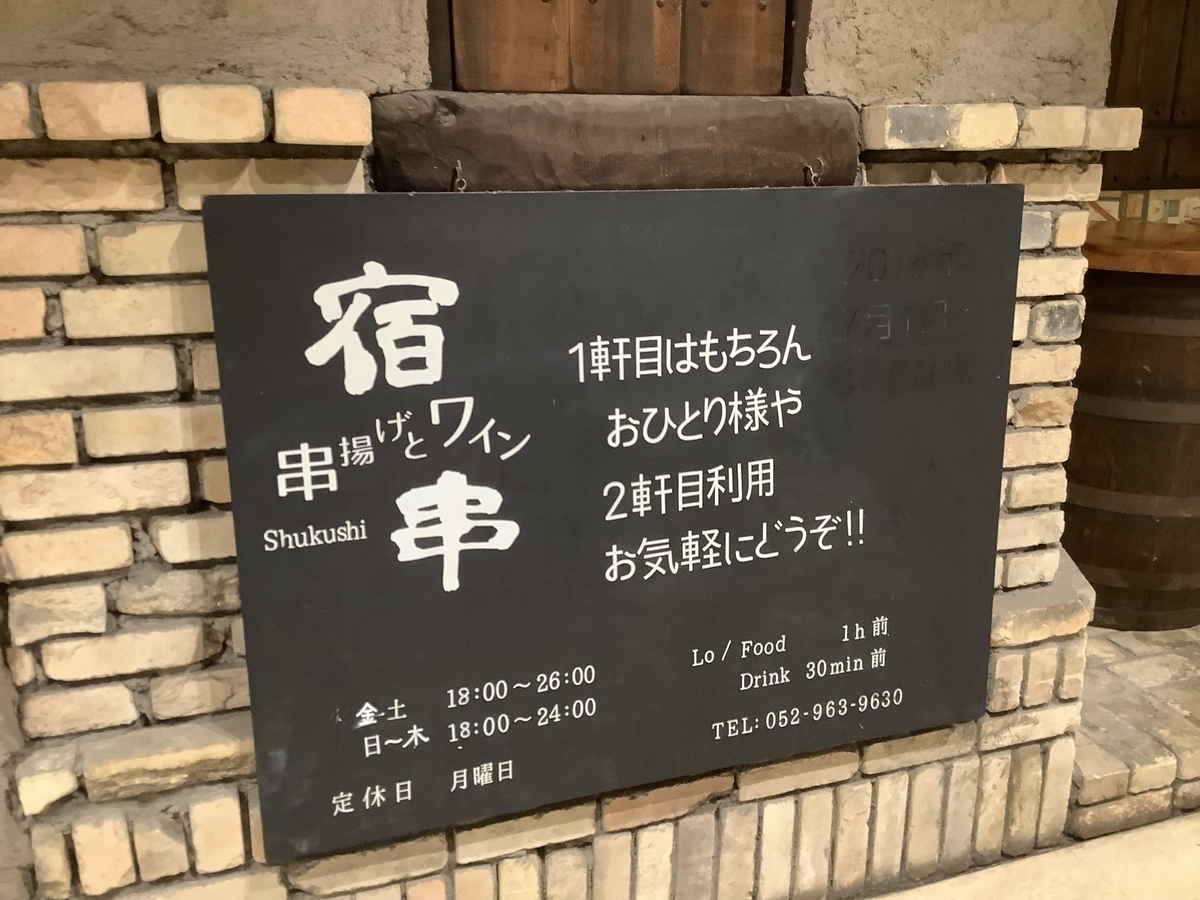 宿
串揚げとワイン
Shukushi
串
1軒目はもちろん
おひとり様や
2軒目利用
お気軽にどうぞ!!
Lo / Food 1h前
Drink 30min前
TEL: 052-963-9630
金・土 18:00～26:00
日～木 18:00～24:00
定休日 月曜日